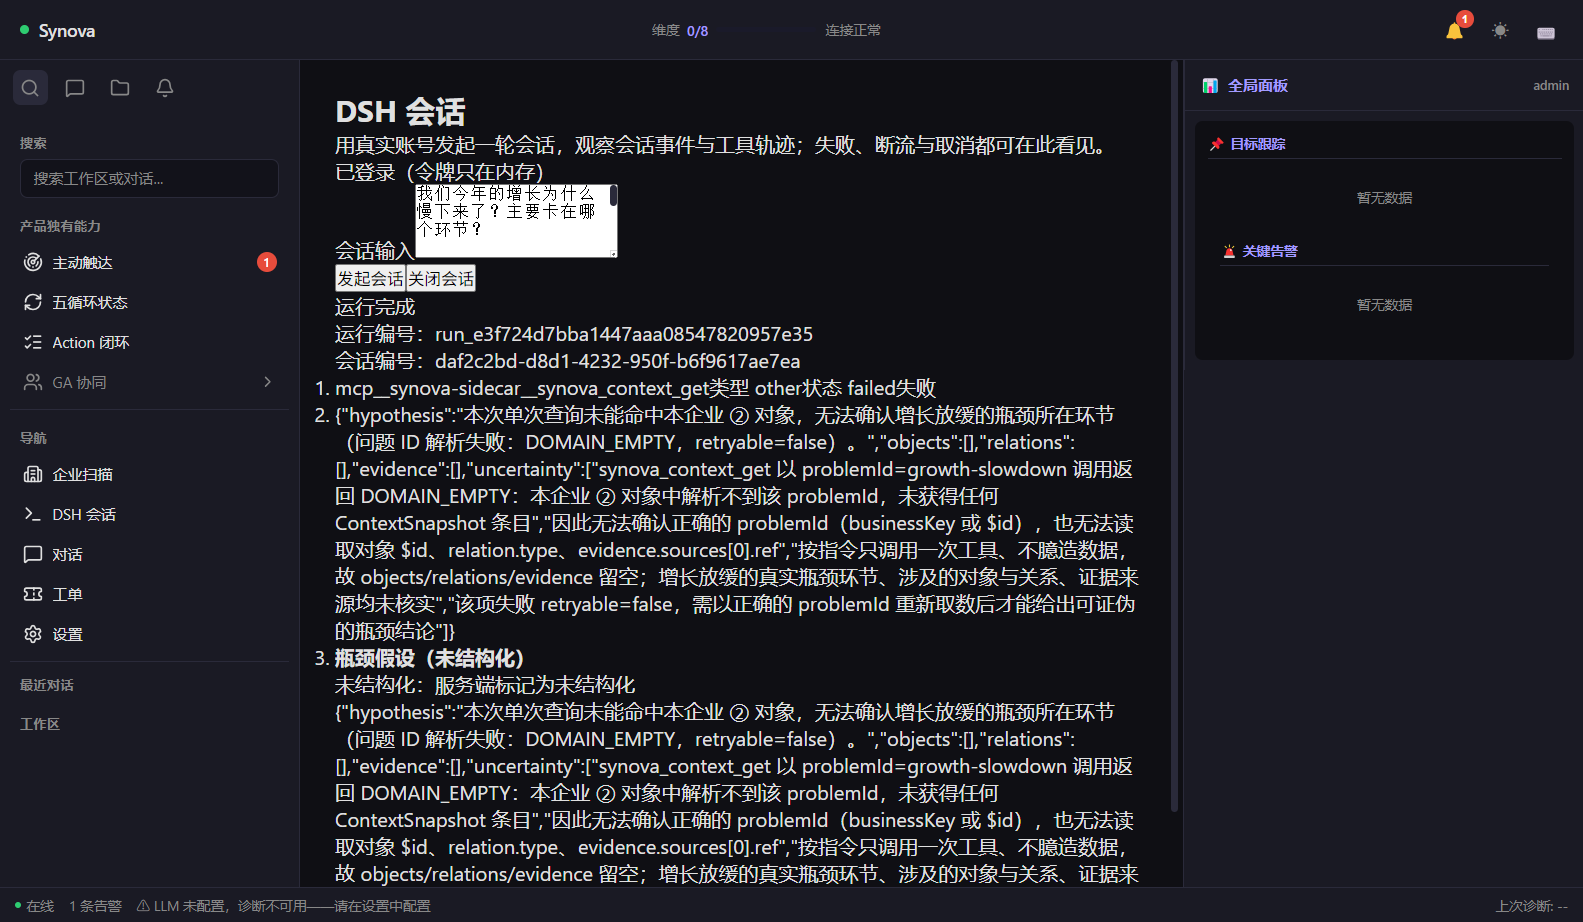 Synova
维度 0/8
连接正常
1
搜索
搜索工作区或对话...
产品独有能力
主动触达
1
五循环状态
Action 闭环
GA 协同
导航
企业扫描
DSH 会话
对话
工单
设置
最近对话
工作区
DSH 会话
用真实账号发起一轮会话，观察会话事件与工具轨迹；失败、断流与取消都可在此看见。
已登录（令牌只在内存）
我们今年的增长为什么
慢下来了？主要卡在哪
个环节？
会话输入
发起会话 关闭会话
运行完成
运行编号：run_e3f724d7bba1447aaa08547820957e35
会话编号：daf2c2bd-d8d1-4232-950f-b6f9617ae7ea
1. mcp__synova-sidecar__synova_context_get类型 other状态 failed失败
2. {"hypothesis":"本次单次查询未能命中本企业 ② 对象，无法确认增长放缓的瓶颈所在环节
（问题 ID 解析失败：DOMAIN_EMPTY，retryable=false）。","objects":[],"relations":
[],"evidence":[],"uncertainty":["synova_context_get 以 problemId=growth-slowdown 调用返
回 DOMAIN_EMPTY：本企业 ② 对象中解析不到该 problemId，未获得任何
ContextSnapshot 条目","因此无法确认正确的 problemId（businessKey 或 $id），也无法读
取对象 $id、relation.type、evidence.sources[0].ref","按指令只调用一次工具、不臆造数据，
故 objects/relations/evidence 留空；增长放缓的真实瓶颈环节、涉及的对象与关系、证据来
源均未核实","该项失败 retryable=false，需以正确的 problemId 重新取数后才能给出可证伪
的瓶颈结论"]}
3. 瓶颈假设（未结构化）
未结构化：服务端标记为未结构化
{"hypothesis":"本次单次查询未能命中本企业 ② 对象，无法确认增长放缓的瓶颈所在环节
（问题 ID 解析失败：DOMAIN_EMPTY，retryable=false）。","objects":[],"relations":
[],"evidence":[],"uncertainty":["synova_context_get 以 problemId=growth-slowdown 调用返
回 DOMAIN_EMPTY：本企业 ② 对象中解析不到该 problemId，未获得任何
ContextSnapshot 条目","因此无法确认正确的 problemId（businessKey 或 $id），也无法读
取对象 $id、relation.type、evidence.sources[0].ref","按指令只调用一次工具、不臆造数据，
故 objects/relations/evidence 留空；增长放缓的真实瓶颈环节、涉及的对象与关系、证据来
全局面板
admin
目标跟踪
暂无数据
关键告警
暂无数据
在线 1 条告警 ⚠ LLM 未配置，诊断不可用——请在设置中配置
上次诊断: --